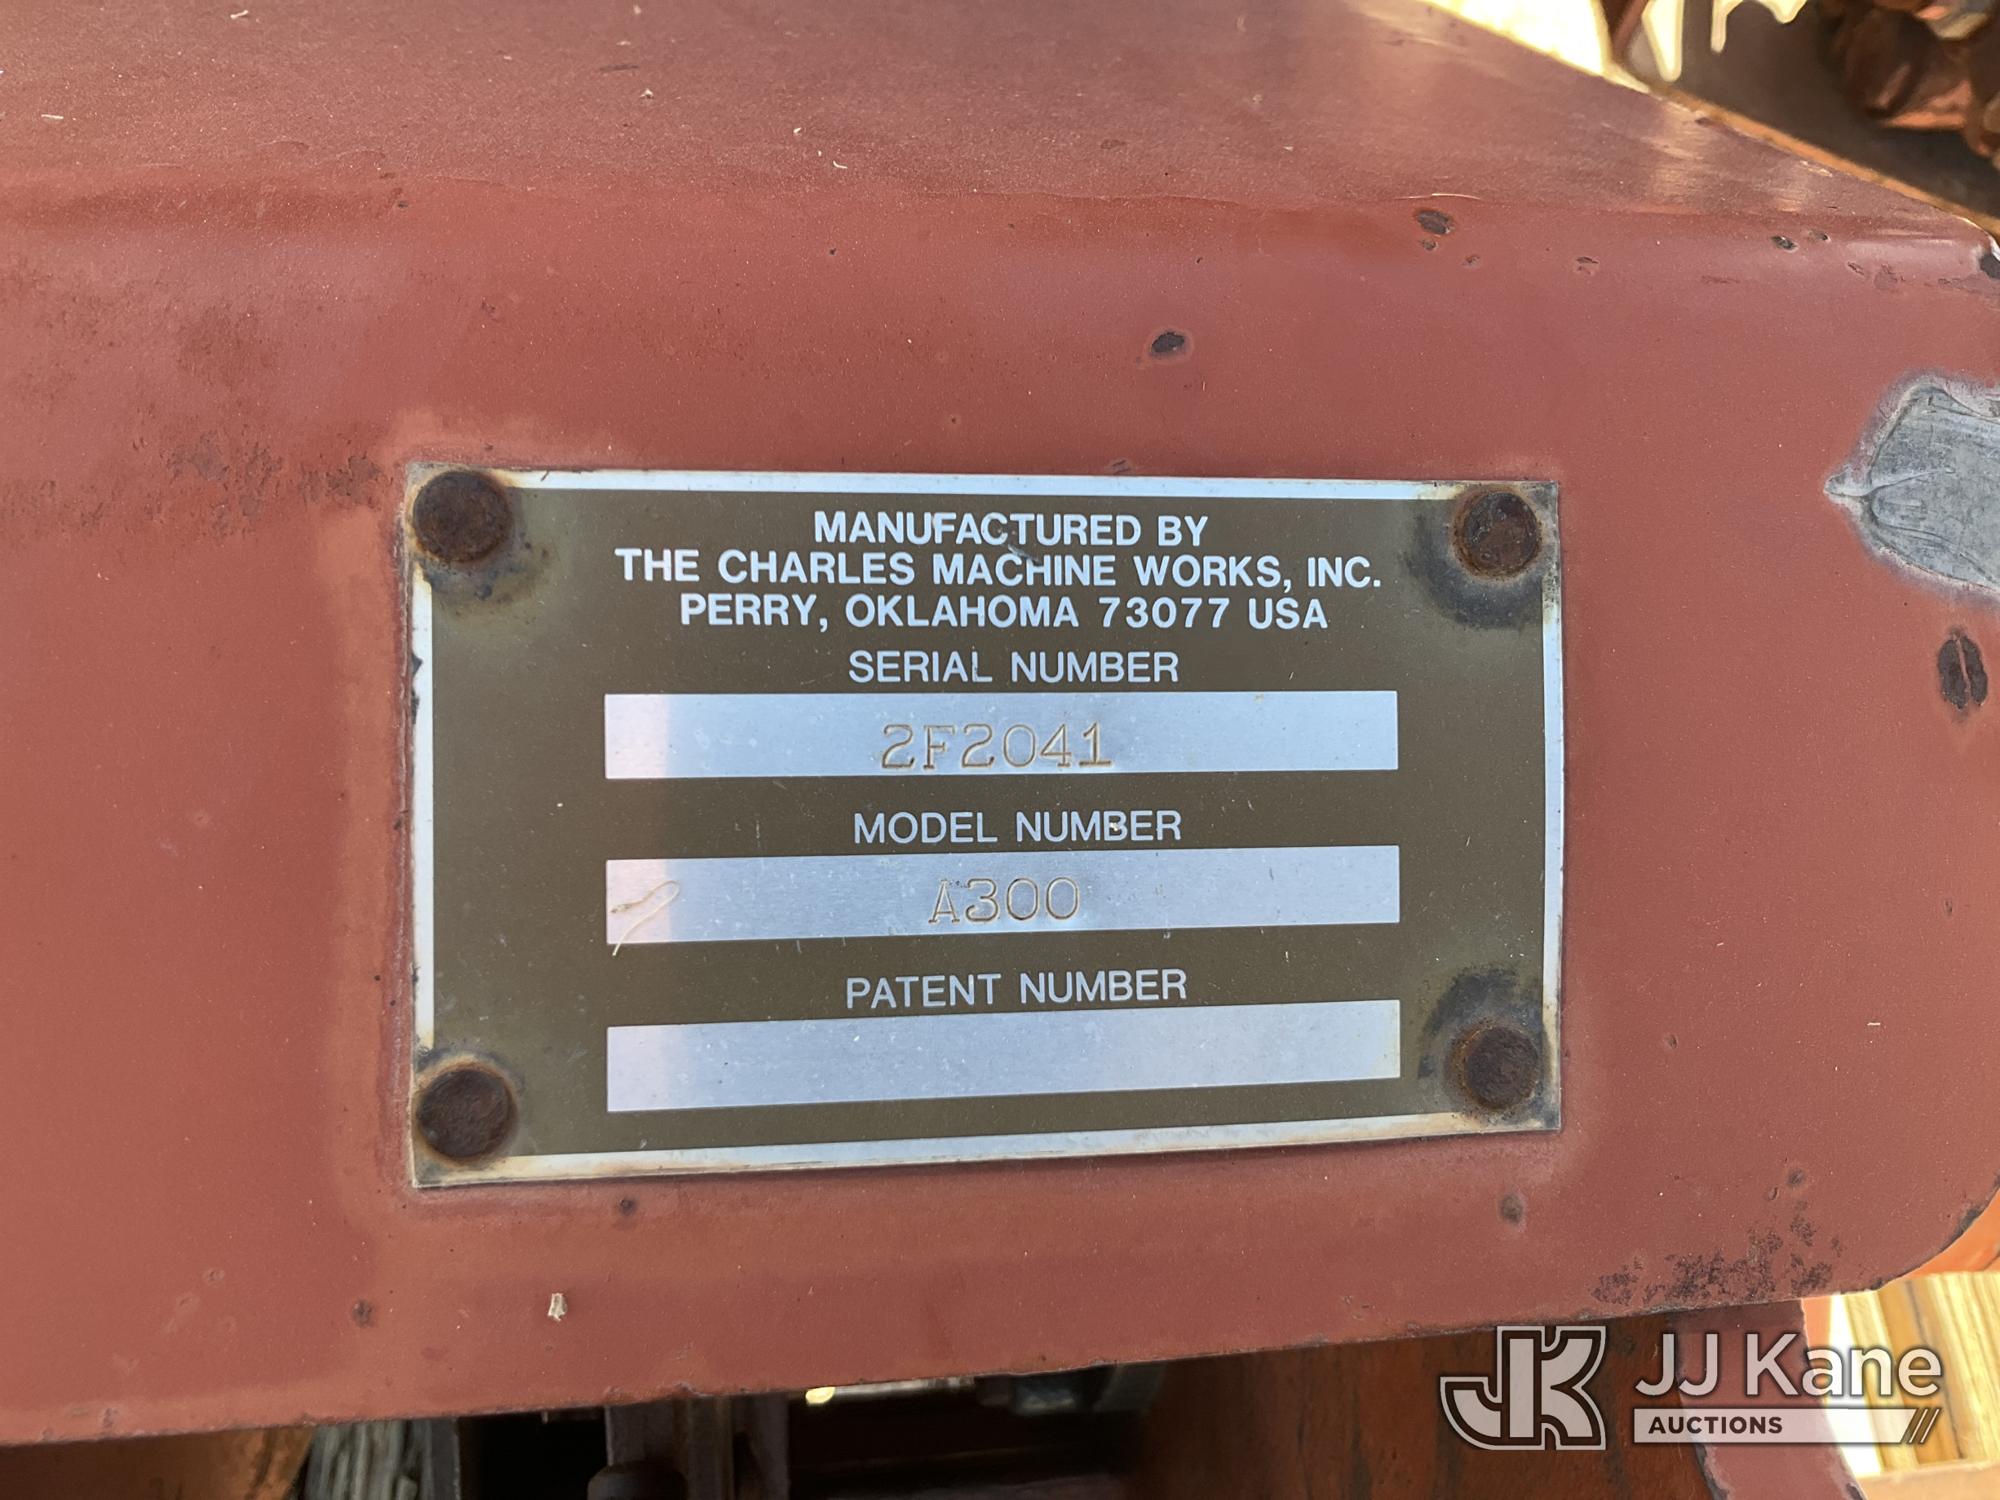 MANUFACTURED BY
THE CHARLES MACHINE WORKS, INC.
PERRY, OKLAHOMA 73077 USA
SERIAL NUMBER
2F2041
MODEL NUMBER
A300
PATENT NUMBER
JK JJ Kane
AUCTIONS